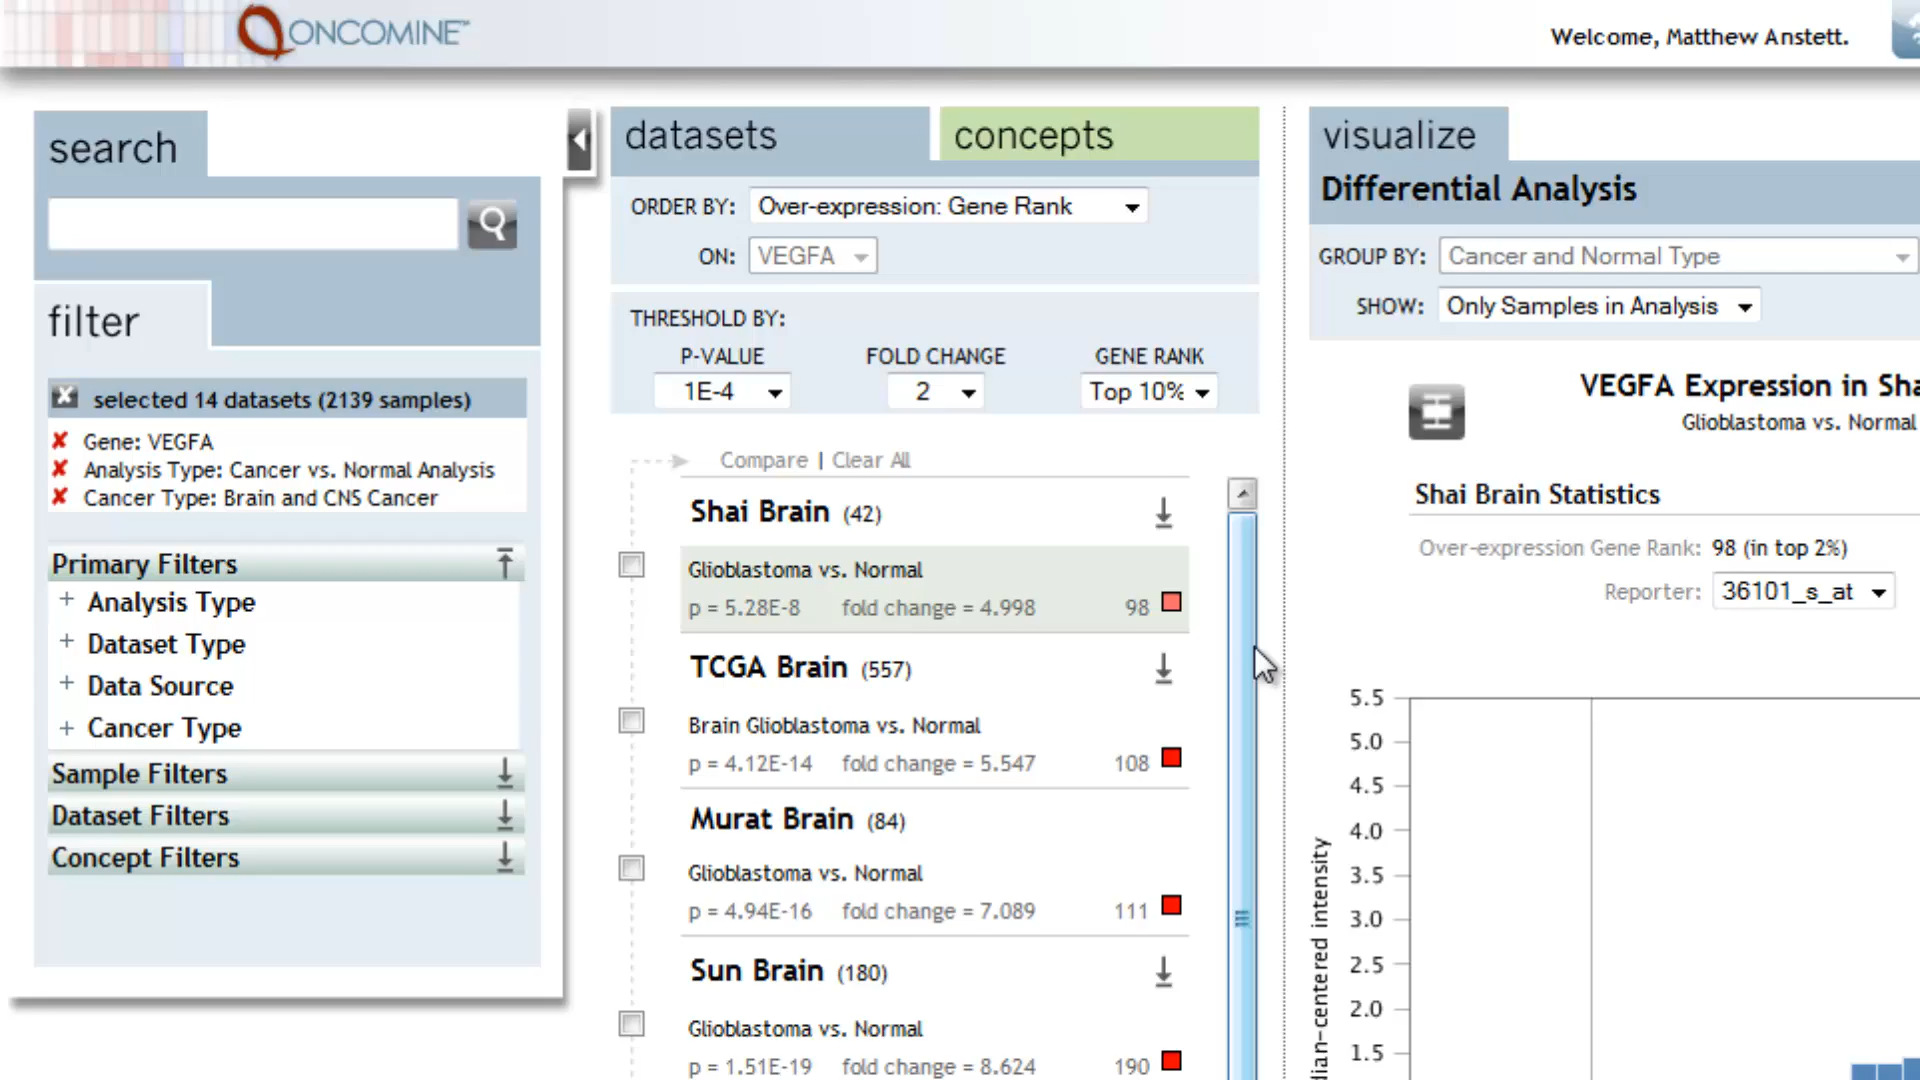 ONCOMINE™
Welcome, Matthew Anstett.
search
filter
selected 14 datasets (2139 samples)
Gene: VEGFA
Analysis Type: Cancer vs. Normal Analysis
Cancer Type: Brain and CNS Cancer
Primary Filters
+ Analysis Type
+ Dataset Type
+ Data Source
+ Cancer Type
Sample Filters
Dataset Filters
Concept Filters
datasets
concepts
ORDER BY: Over-expression: Gene Rank
ON: VEGFA
THRESHOLD BY:
P-VALUE FOLD CHANGE GENE RANK
1E-4 2 Top 10%
Compare | Clear All
Shai Brain (42)
Glioblastoma vs. Normal
p = 5.28E-8 fold change = 4.998 98
TCGA Brain (557)
Brain Glioblastoma vs. Normal
p = 4.12E-14 fold change = 5.547 108
Murat Brain (84)
Glioblastoma vs. Normal
p = 4.94E-16 fold change = 7.089 111
Sun Brain (180)
Glioblastoma vs. Normal
p = 1.51E-19 fold change = 8.624 190
visualize
Differential Analysis
GROUP BY: Cancer and Normal Type
SHOW: Only Samples in Analysis
VEGFA Expression in Sha
Glioblastoma vs. Normal
Shai Brain Statistics
Over-expression Gene Rank: 98 (in top 2%)
Reporter: 36101_s_at
5.5
5.0
4.5
4.0
3.5
3.0
2.5
2.0
1.5
dian-centered intensity